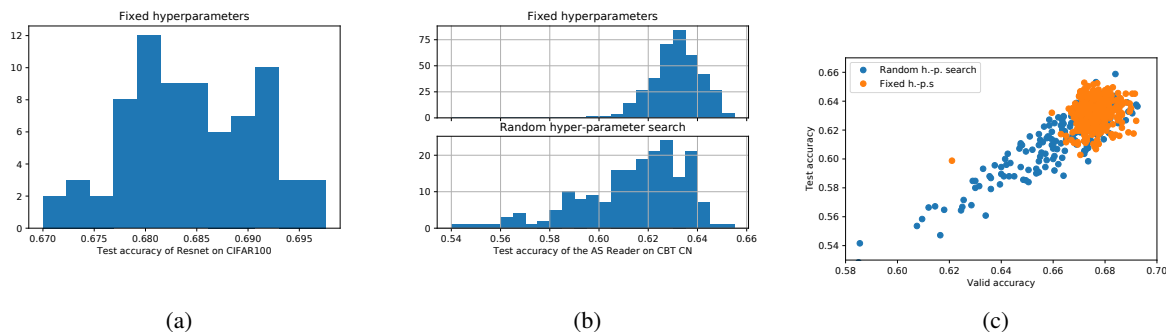 Fixed hyperparameters
12
10
8
6
4
2
0
0.670 0.675 0.680 0.685 0.690 0.695
Test accuracy of Resnet on CIFAR100
(a)
Fixed hyperparameters
75
50
25
0
Random hyper-parameter search
20
10
0
0.54 0.56 0.58 0.60 0.62 0.64 0.66
Test accuracy of the AS Reader on CBT CN
(b)
Random h.-p. search
Fixed h.-p.s
Test accuracy
0.66
0.64
0.62
0.60
0.58
0.56
0.54
0.58 0.60 0.62 0.64 0.66 0.68 0.70
Valid accuracy
(c)